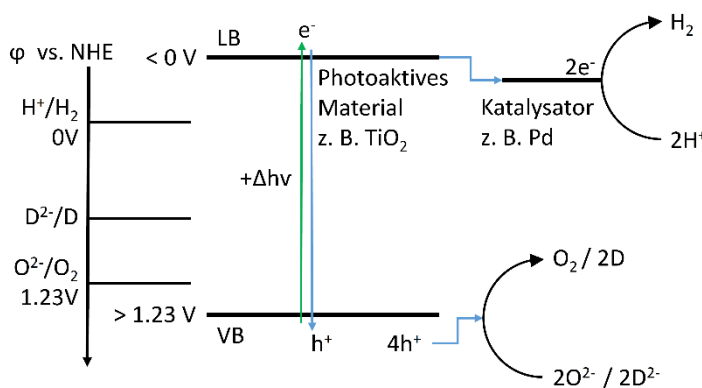 φ vs. NHE
H⁺/H₂
0V
D²⁻/D
O²⁻/O₂
1.23V
< 0 V
LB
e⁻
Photoaktives
Material
z. B. TiO₂
+Δhν
> 1.23 V
VB
h⁺
4h⁺
2e⁻
Katalysator
z. B. Pd
H₂
2H⁺
O₂ / 2D
2O²⁻ / 2D²⁻